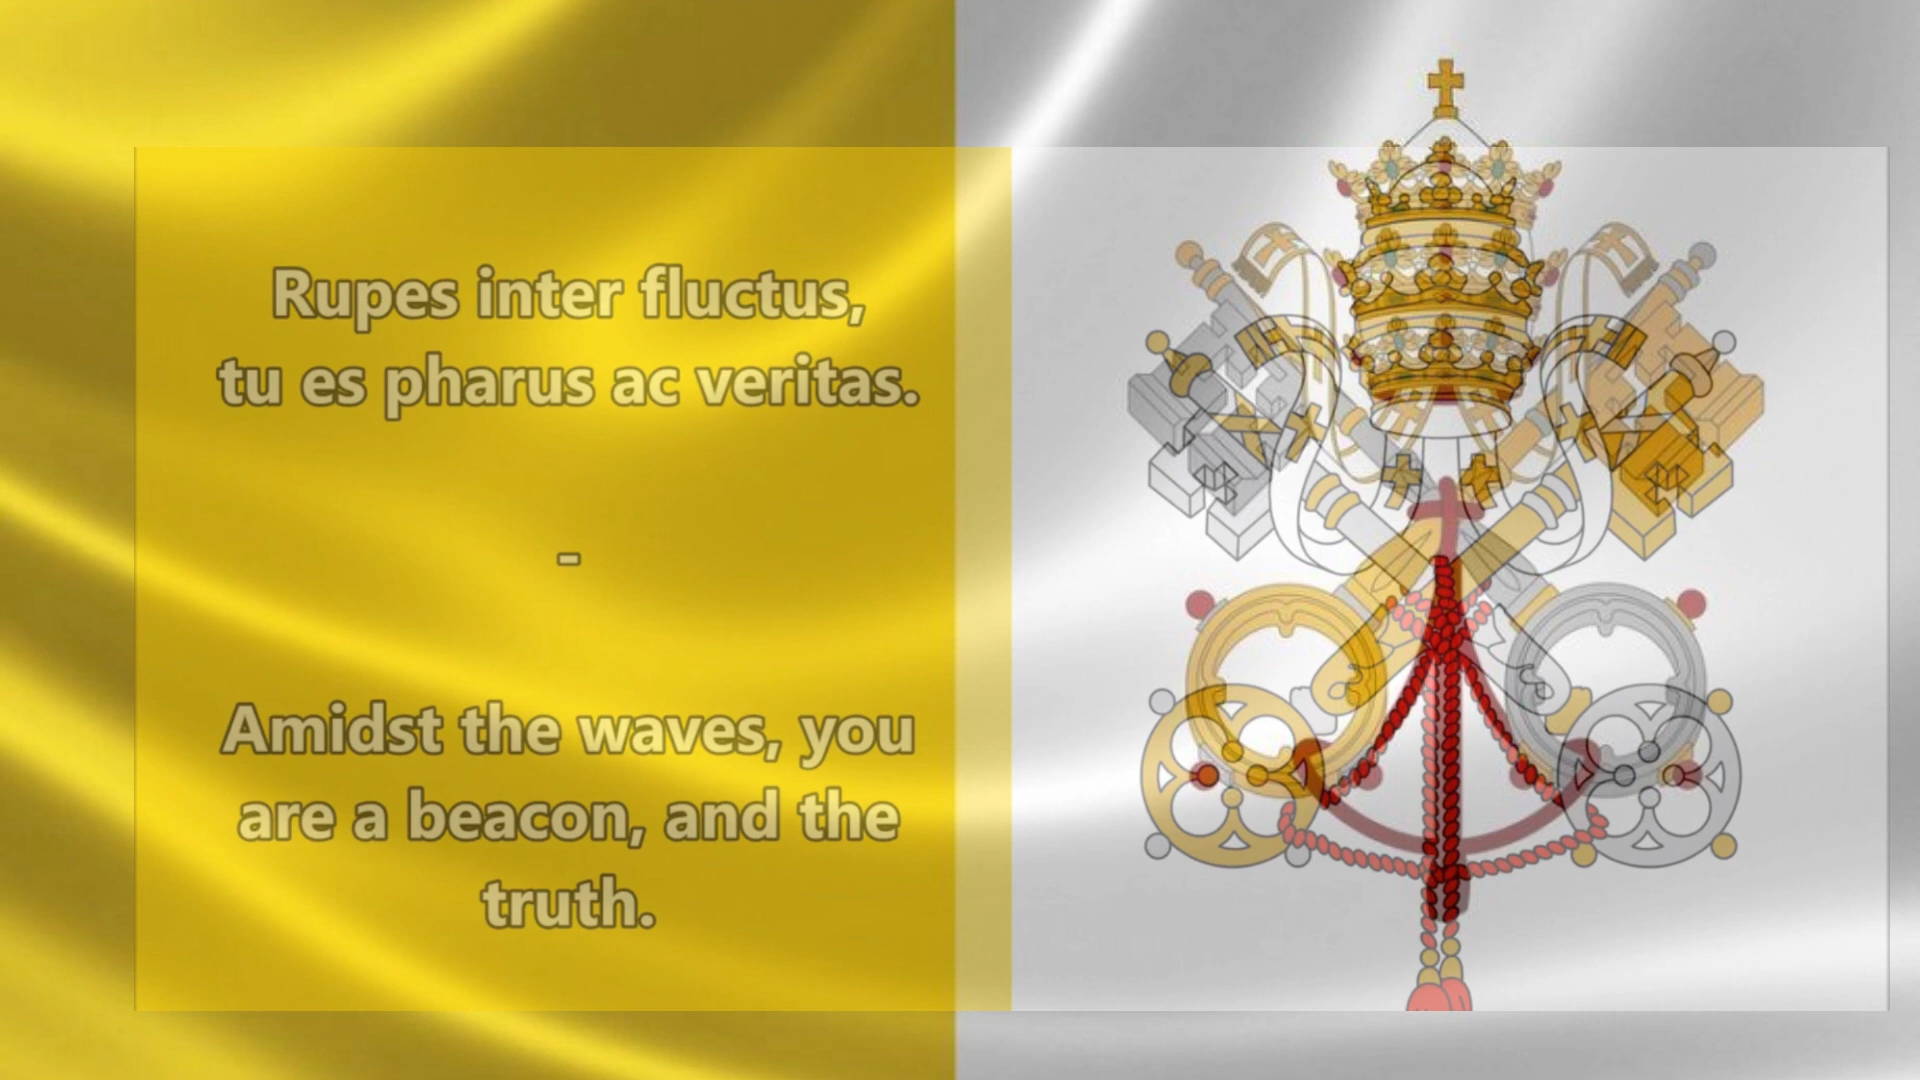 Rupes inter fluctus,
tu es pharus ac veritas.
-
Amidst the waves, you
are a beacon, and the
truth.